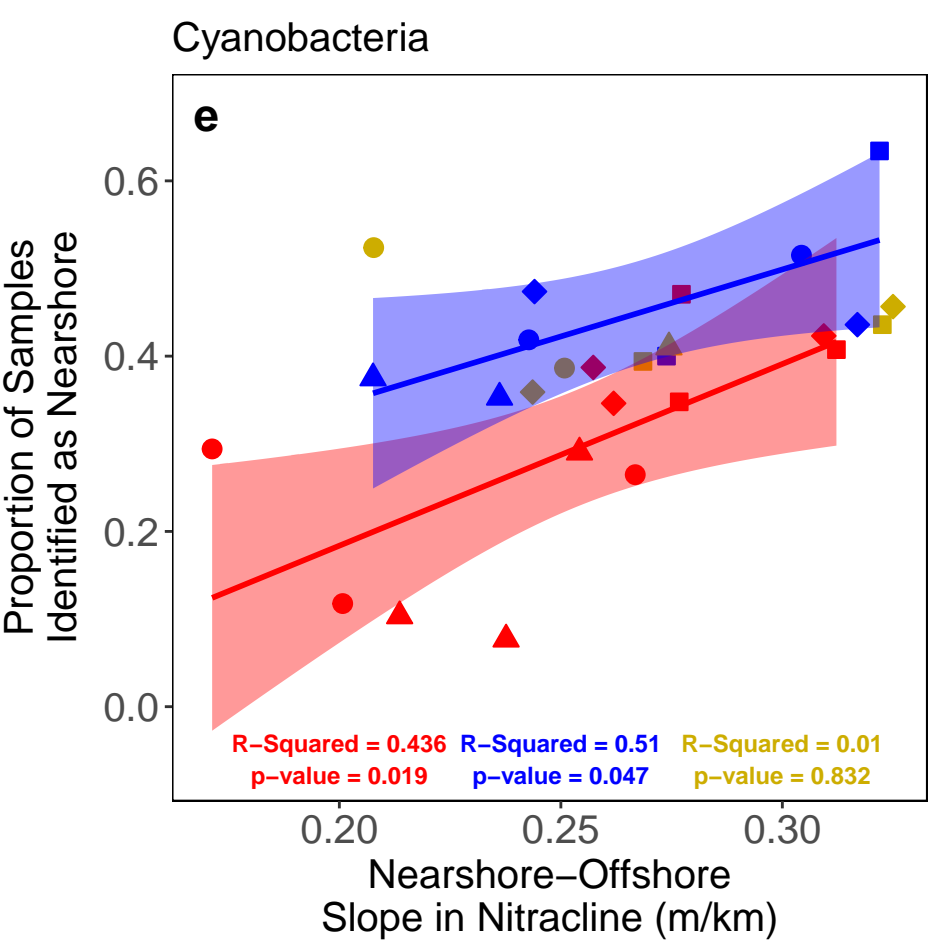 Cyanobacteria
e
Proportion of Samples
Identified as Nearshore
0.6
0.4
0.2
0.0
R−Squared = 0.436 R−Squared = 0.51 R−Squared = 0.01
p−value = 0.019 p−value = 0.047 p−value = 0.832
0.20 0.25 0.30
Nearshore−Offshore
Slope in Nitracline (m/km)